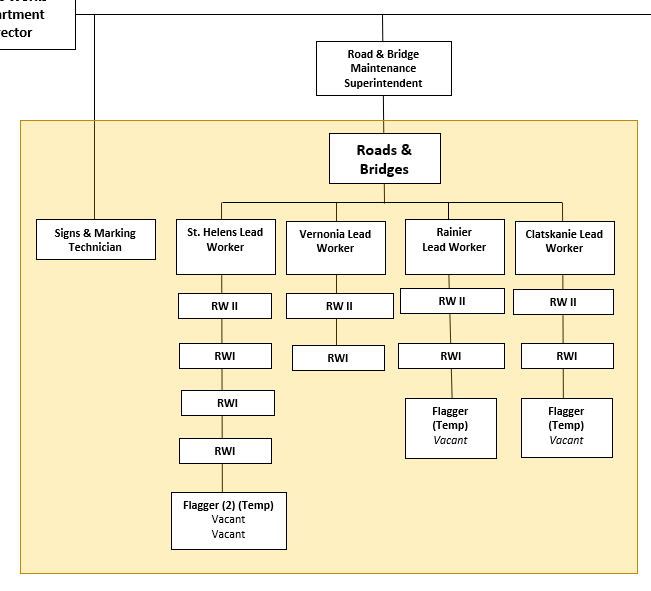 Road & Bridge
Maintenance
Superintendent
Roads &
Bridges
Signs & Marking
Technician
St. Helens Lead
Worker
Vernonia Lead
Worker
Rainier
Lead Worker
Clatskanie Lead
Worker
RW II
RW II
RW II
RW II
RWI
RWI
RWI
RWI
RWI
Flagger
(Temp)
Vacant
Flagger
(Temp)
Vacant
RWI
Flagger (2) (Temp)
Vacant
Vacant